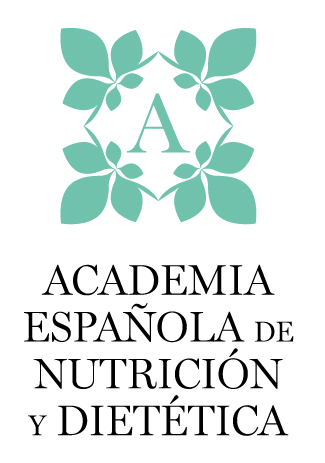 A
ACADEMIA
ESPAÑOLA DE
NUTRICIÓN
Y DIETÉTICA